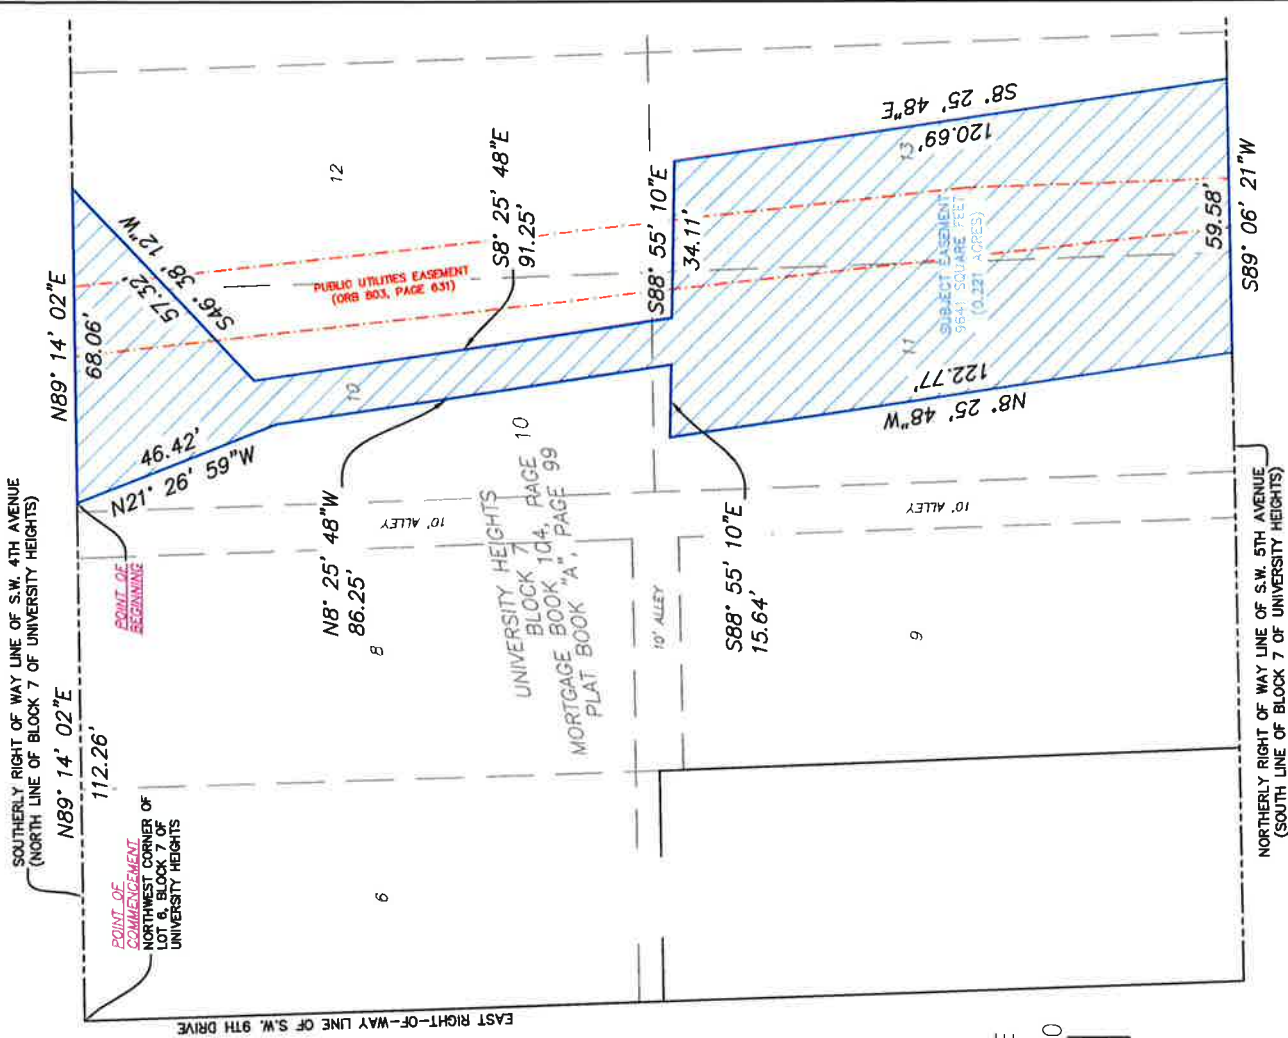 SOUTHERLY RIGHT OF WAY LINE OF S.W. 4TH AVENUE
(NORTH LINE OF BLOCK 7 OF UNIVERSITY HEIGHTS)
N89° 14' 02"E
112.26'
POINT OF
COMMENCEMENT
NORTHWEST CORNER OF
LOT 6, BLOCK 7 OF
UNIVERSITY HEIGHTS
POINT OF
BEGINNING
N89° 14' 02"E
68.06'
57.32'
S46° 38' 12"W
46.42'
N21° 26' 59"W
12
PUBLIC UTILITIES EASEMENT
(ORB 803, PAGE 631)
S8° 25' 48"E
91.25'
10
N8° 25' 48"W
86.25'
10' ALLEY
UNIVERSITY HEIGHTS
BLOCK 7
MORTGAGE BOOK 104, PAGE 10
PLAT BOOK "A", PAGE 99
8
6
10' ALLEY
S88° 55' 10"E
34.11'
S88° 55' 10"E
15.64'
S8° 25' 48"E
120.69'
13
SUBJECT EASEMENT
9641 SQUARE FEET
(0.221 ACRES)
11
122.77'
N8° 25' 48"W
10' ALLEY
9
59.58'
S89° 06' 21"W
EAST RIGHT-OF-WAY LINE OF S.W. 9TH DRIVE
NORTHERLY RIGHT OF WAY LINE OF S.W. 5TH AVENUE
(SOUTH LINE OF BLOCK 7 OF UNIVERSITY HEIGHTS)